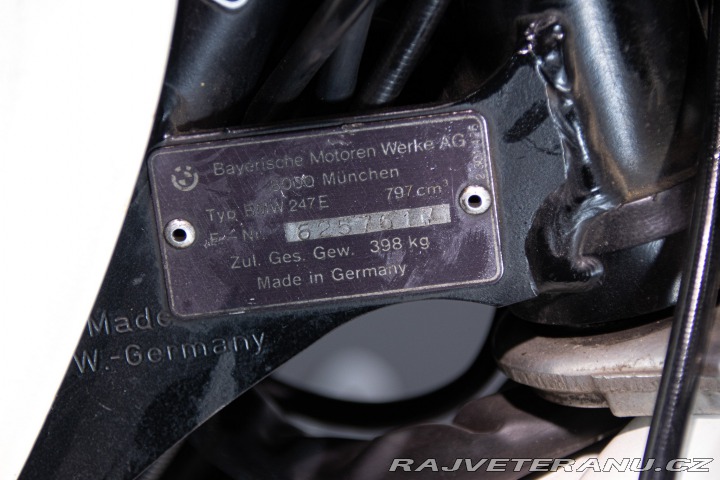 Bayerische Motoren Werke AG
München
Typ BMW 247 E 797 cm³
Nr.
Zul. Ges. Gew. 398 kg
Made in Germany
Made
W.-Germany
RAJVETERANU.CZ